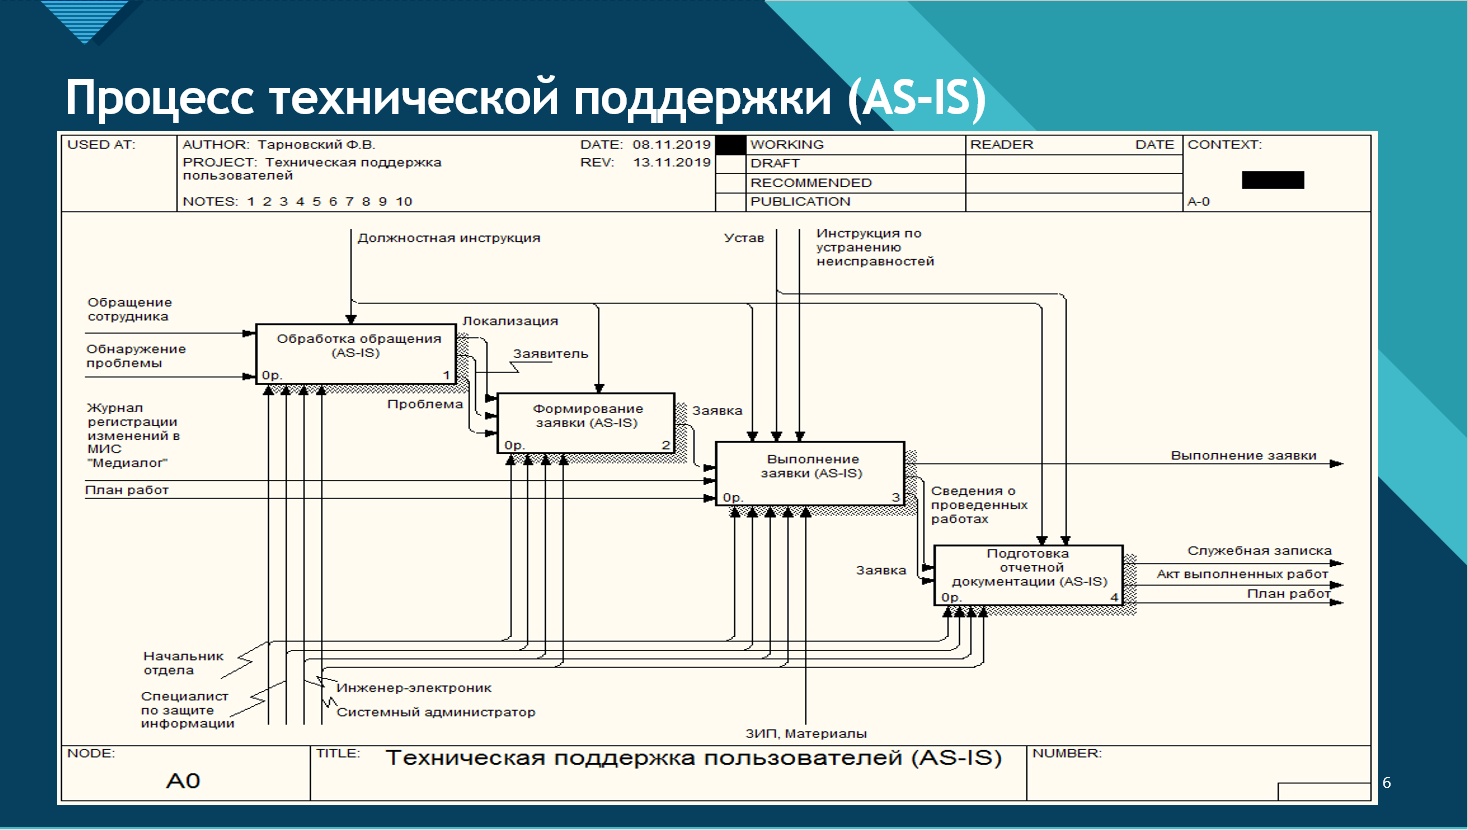 Процесс технической поддержки (AS-IS)
USED AT:
AUTHOR: Тарновский Ф.В.
DATE: 08.11.2019
PROJECT: Техническая поддержка
пользователей
REV: 13.11.2019
NOTES: 1 2 3 4 5 6 7 8 9 10
WORKING
DRAFT
RECOMMENDED
PUBLICATION
READER
DATE
CONTEXT:
A-0
Должностная инструкция
Устав
Инструкция по
устранению
неисправностей
Обращение
сотрудника
Обнаружение
проблемы
Обработка обращения
(AS-IS)
0р.
1
Локализация
Заявитель
Проблема
Журнал
регистрации
изменений в
МИС
"Медиалог"
План работ
Формирование
заявки (AS-IS)
0р.
2
Заявка
Выполнение
заявки (AS-IS)
0р.
3
Выполнение заявки
Сведения о
проведенных
работах
Заявка
Подготовка
отчетной
документации (AS-IS)
0р.
4
Служебная записка
Акт выполненных работ
План работ
Начальник
отдела
Специалист
по защите
информации
Инженер-электроник
Системный администратор
ЗИП, Материалы
NODE:
A0
TITLE:
Техническая поддержка пользователей (AS-IS)
NUMBER:
6